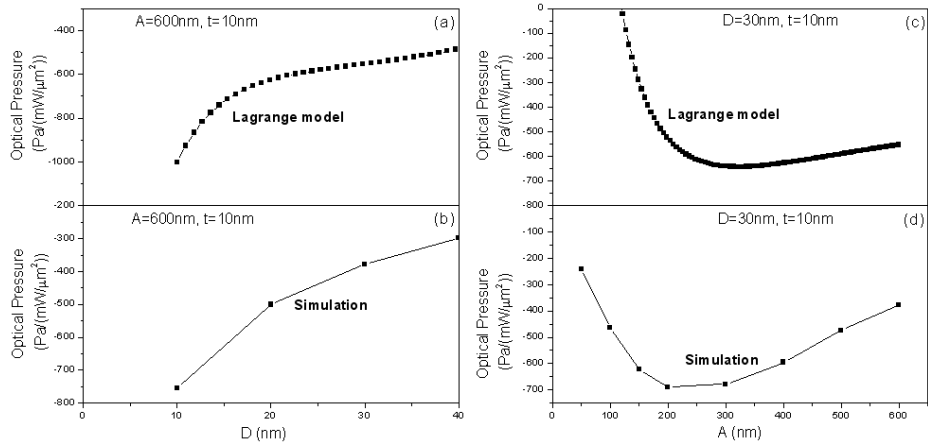 A=600nm, t=10nm
(a)
Optical Pressure
(Pa/(mW/μm²))
-400
-600
-800
-1000
Lagrange model
A=600nm, t=10nm
(b)
Optical Pressure
(Pa/(mW/μm²))
-200
-300
-400
-500
-600
-700
-800
Simulation
0
10
20
30
40
D (nm)
D=30nm, t=10nm
(c)
Optical Pressure
(Pa/(mW/μm²))
0
-100
-200
-300
-400
-500
-600
-700
-800
Lagrange model
D=30nm, t=10nm
(d)
Optical Pressure
(Pa/(mW/μm²))
-100
-200
-300
-400
-500
-600
-700
Simulation
0
100
200
300
400
500
600
A (nm)